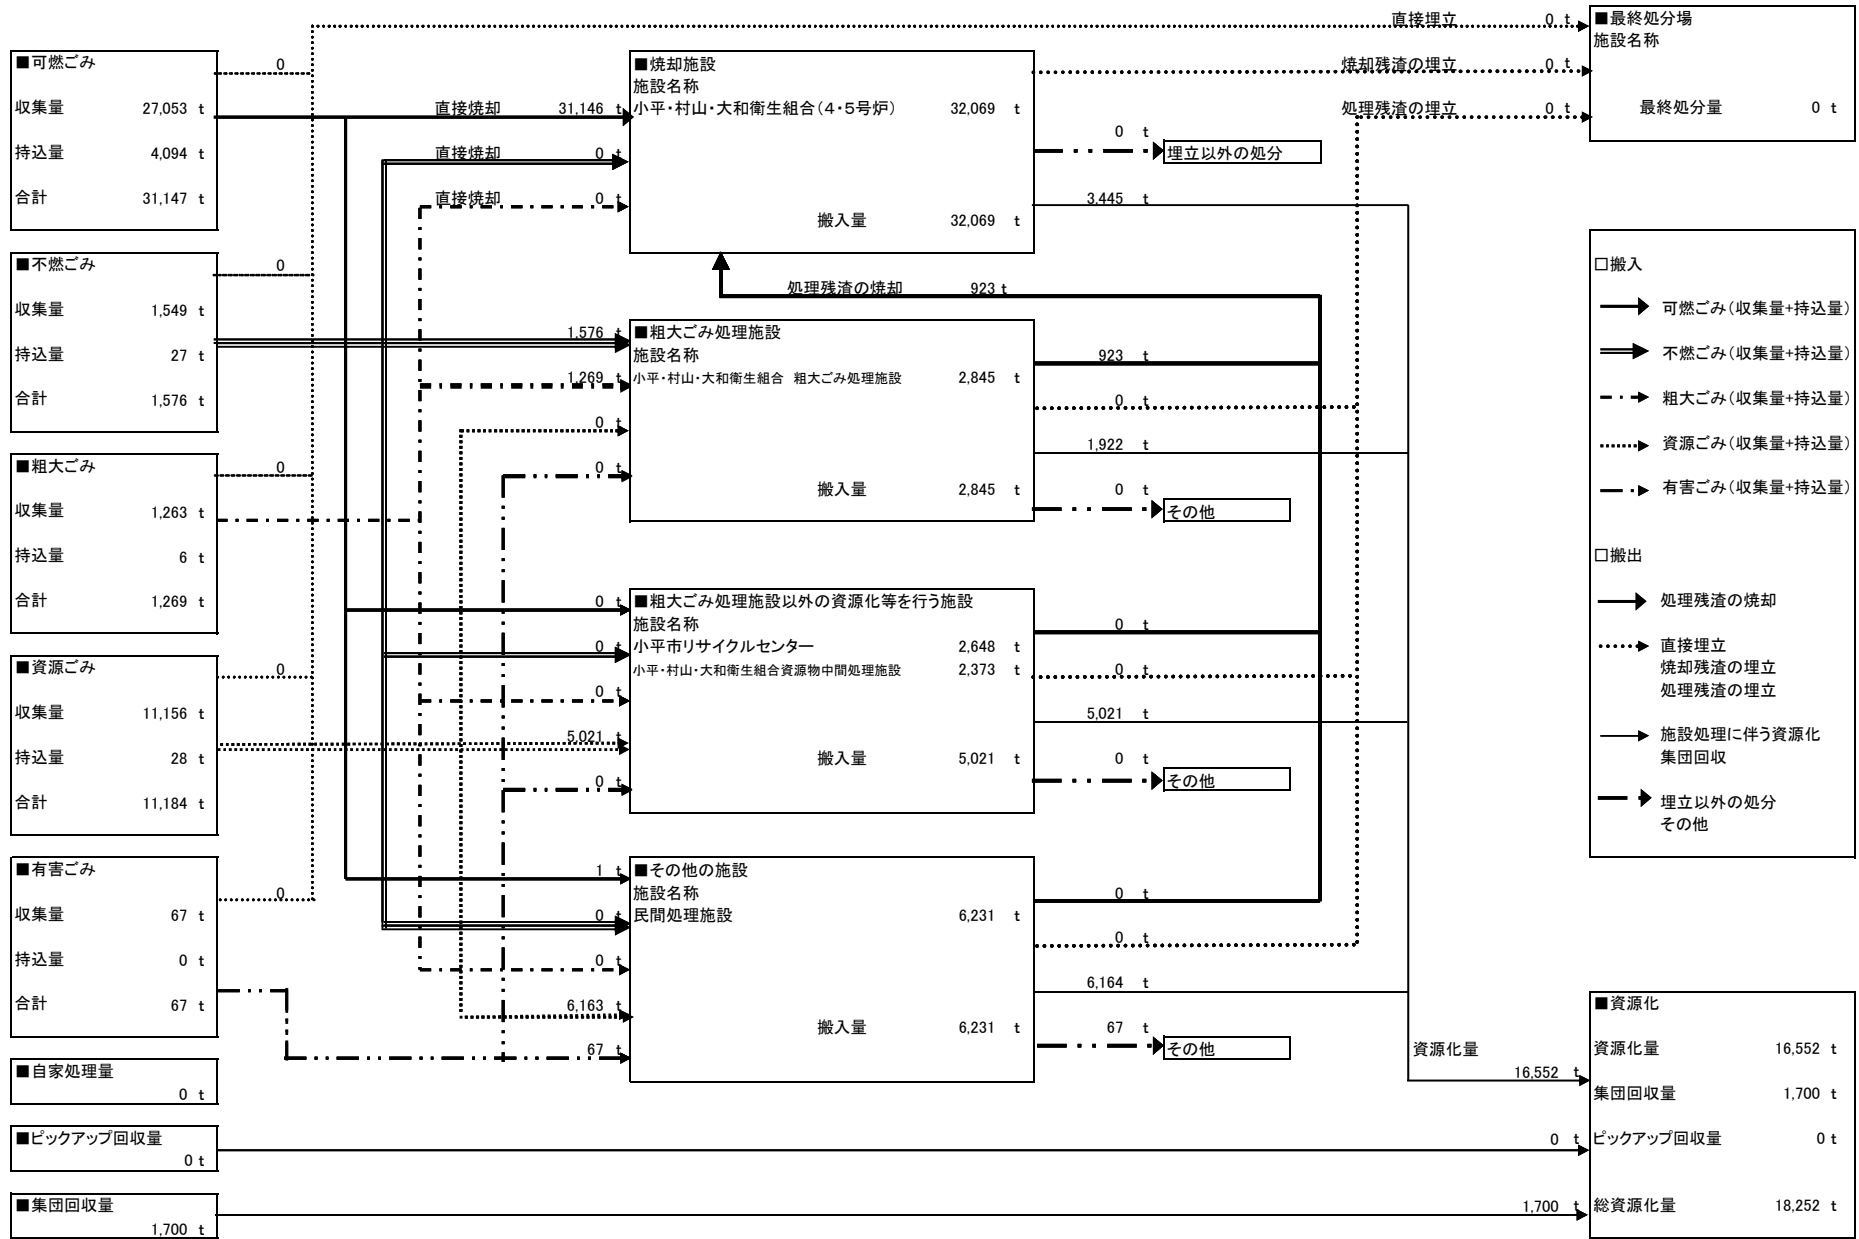 ■可燃ごみ
収集量 27,053 t
持込量 4,094 t
合計 31,147 t
0
■不燃ごみ
収集量 1,549 t
持込量 27 t
合計 1,576 t
0
■粗大ごみ
収集量 1,263 t
持込量 6 t
合計 1,269 t
0
■資源ごみ
収集量 11,156 t
持込量 28 t
合計 11,184 t
0
■有害ごみ
収集量 67 t
持込量 0 t
合計 67 t
0
■自家処理量
0 t
■ピックアップ回収量
0 t
■集団回収量
1,700 t
直接焼却 31,146 t
直接焼却 0 t
直接焼却 0 t
■焼却施設
施設名称
小平・村山・大和衛生組合(4・5号炉) 32,069 t
搬入量 32,069 t
0 t
埋立以外の処分
3,445 t
処理残渣の焼却 923 t
1,576 t
1,269 t
0 t
0 t
■粗大ごみ処理施設
施設名称
小平・村山・大和衛生組合 粗大ごみ処理施設 2,845 t
搬入量 2,845 t
923 t
0 t
1,922 t
0 t
その他
0 t
0 t
0 t
5,021 t
0 t
■粗大ごみ処理施設以外の資源化等を行う施設
施設名称
小平市リサイクルセンター 2,648 t
小平・村山・大和衛生組合資源物中間処理施設 2,373 t
搬入量 5,021 t
0 t
0 t
5,021 t
0 t
その他
1 t
0 t
0 t
6,163 t
67 t
■その他の施設
施設名称
民間処理施設 6,231 t
搬入量 6,231 t
0 t
0 t
6,164 t
67 t
その他
直接埋立 0 t
焼却残渣の埋立 0 t
処理残渣の埋立 0 t
■最終処分場
施設名称
最終処分量 0 t
□搬入
可燃ごみ(収集量+持込量)
不燃ごみ(収集量+持込量)
粗大ごみ(収集量+持込量)
資源ごみ(収集量+持込量)
有害ごみ(収集量+持込量)
□搬出
処理残渣の焼却
直接埋立
焼却残渣の埋立
処理残渣の埋立
施設処理に伴う資源化
集団回収
埋立以外の処分
その他
資源化量
16,552 t
0 t
1,700 t
■資源化
資源化量 16,552 t
集団回収量 1,700 t
ピックアップ回収量 0 t
総資源化量 18,252 t